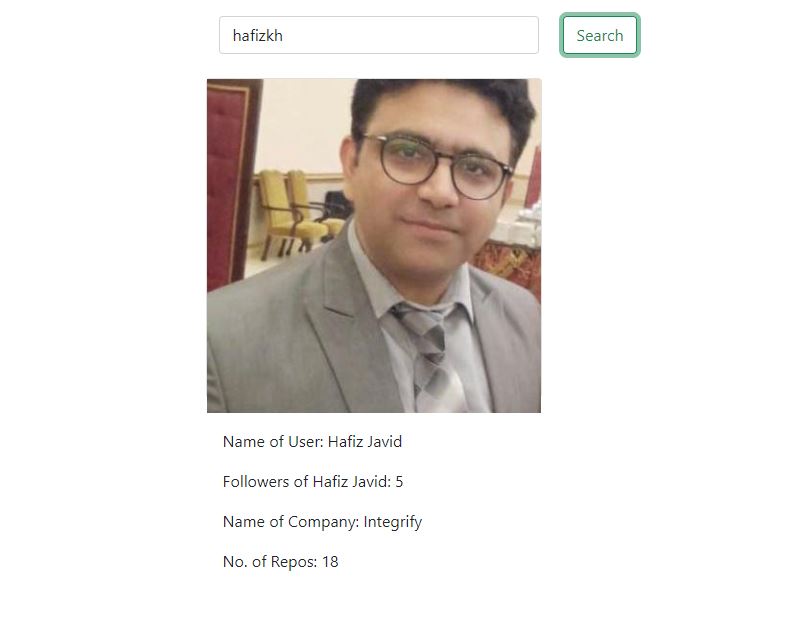 hafizkh
Search
Name of User: Hafiz Javid
Followers of Hafiz Javid: 5
Name of Company: Integrify
No. of Repos: 18